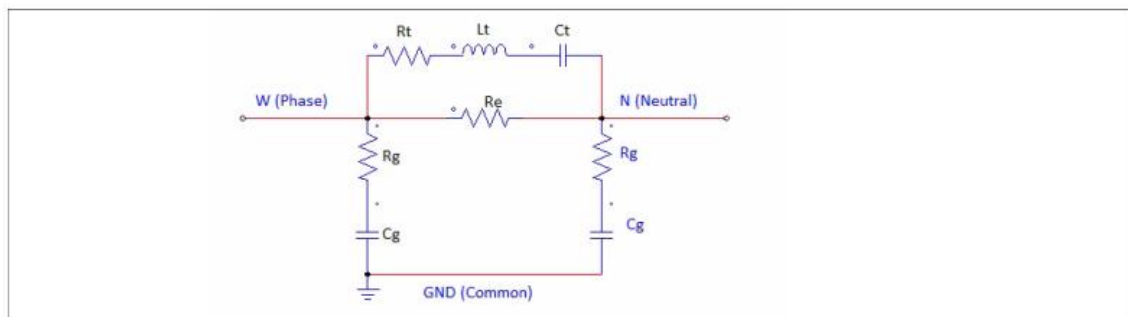 Rt Lt Ct
W (Phase) Re N (Neutral)
Rg Rg
Cg Cg
GND (Common)